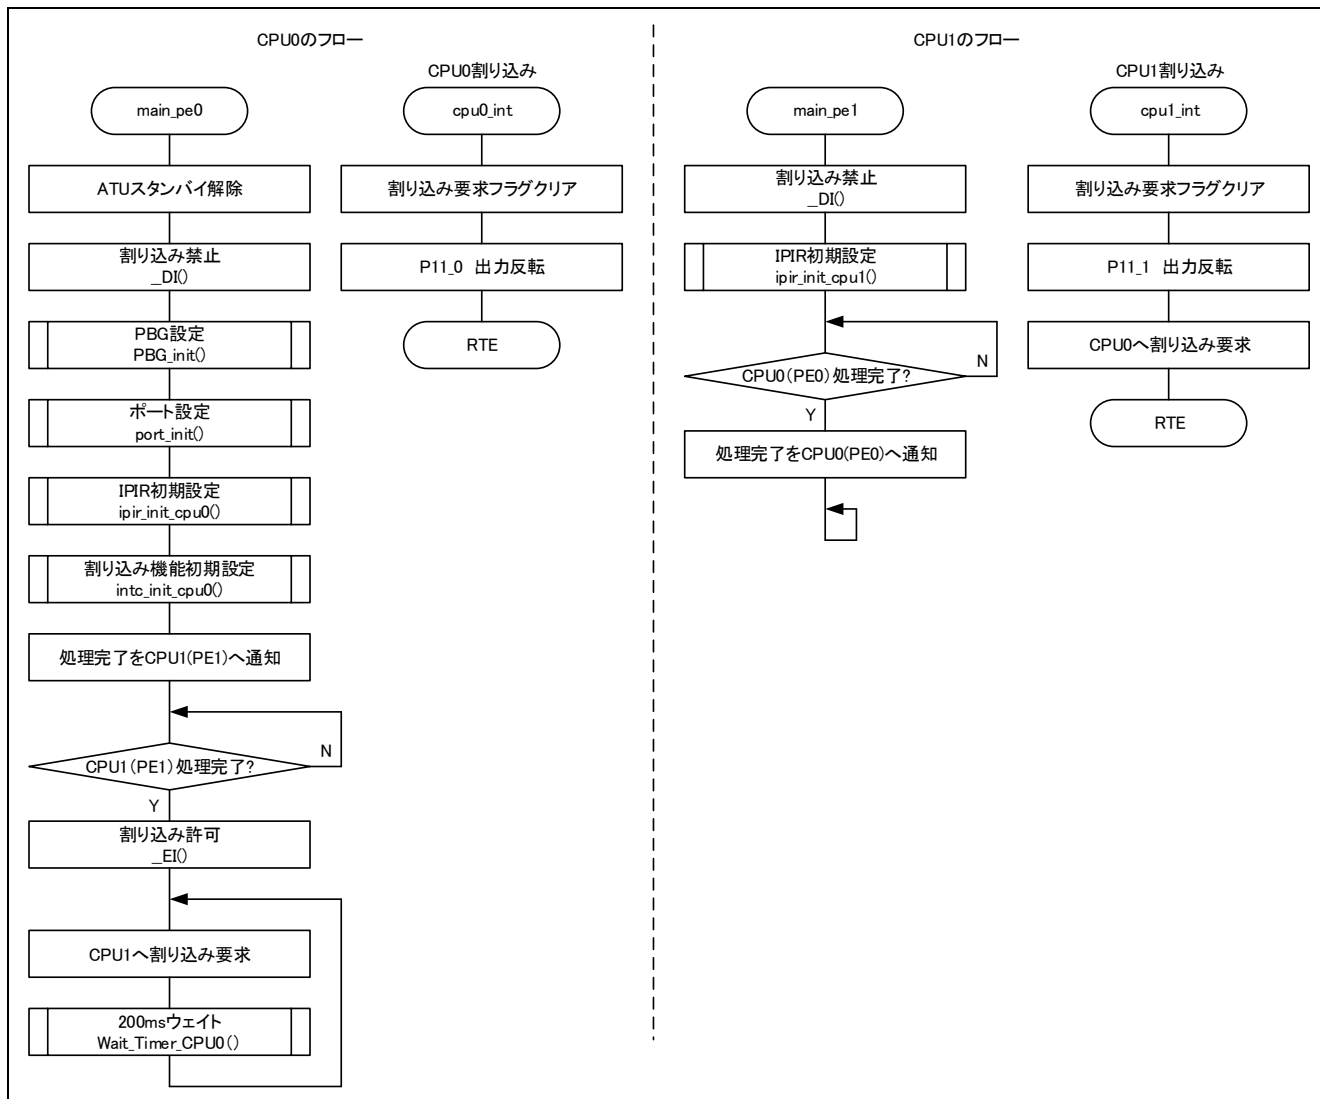 CPU0のフロー
CPU0割り込み
main_pe0
cpu0_int
ATUスタンバイ解除
割り込み要求フラグクリア
割り込み禁止
_DI()
P11_0 出力反転
PBG設定
PBG_init()
RTE
ポート設定
port_init()
IPIR初期設定
ipir_init_cpu0()
割り込み機能初期設定
intc_init_cpu0()
処理完了をCPU1(PE1)へ通知
CPU1(PE1)処理完了?
N
Y
割り込み許可
_EI()
CPU1へ割り込み要求
200msウェイト
Wait_Timer_CPU0()
CPU1のフロー
CPU1割り込み
main_pe1
cpu1_int
割り込み禁止
_DI()
割り込み要求フラグクリア
IPIR初期設定
ipir_init_cpu1()
P11_1 出力反転
CPU0(PE0)処理完了?
N
Y
CPU0へ割り込み要求
処理完了をCPU0(PE0)へ通知
RTE